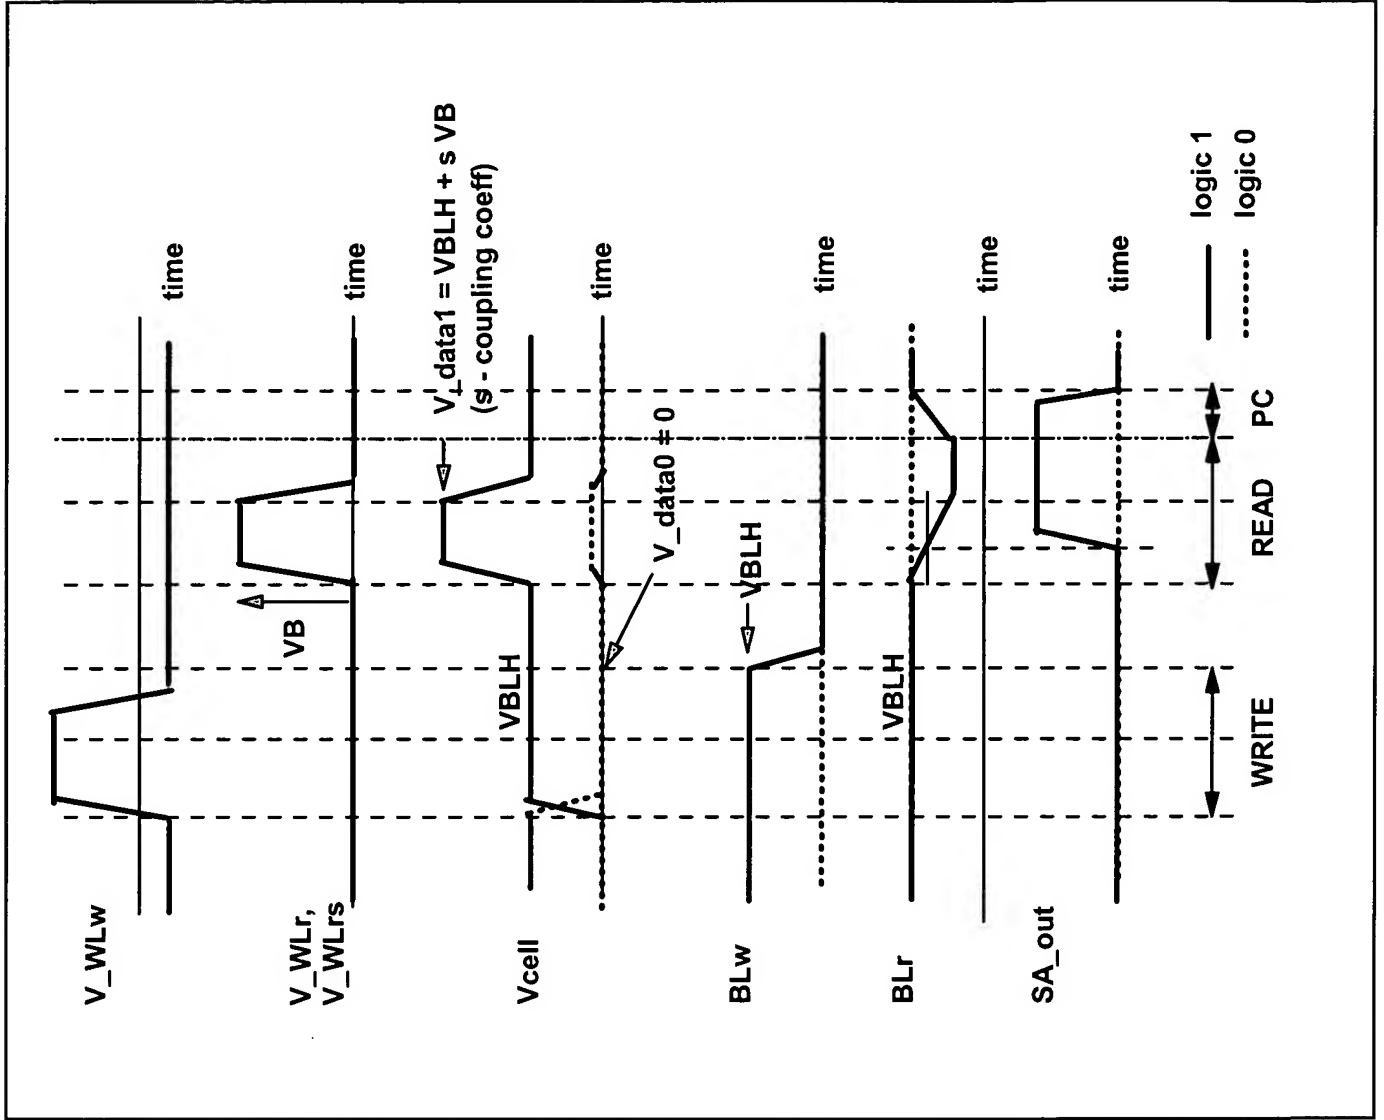 V_WLw
time
V_WLr,
V_WLrs
VB
time
V_data1 = VBLH + s VB
(s - coupling coeff)
Vcell
VBLH
time
V_data0 = 0
BLw
VBLH
time
BLr
VBLH
time
SA_out
time
WRITE
READ
PC
logic 1
logic 0